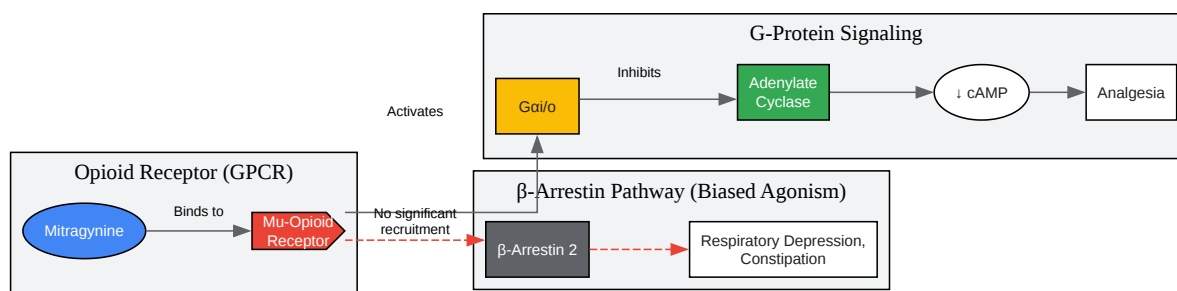 G-Protein Signaling
Inhibits
Gαi/o
Adenylate
Cyclase
↓ cAMP
Analgesia
Activates
Opioid Receptor (GPCR)
Mitragynine
Binds to
Mu-Opioid
Receptor
No significant
recruitment
β-Arrestin Pathway (Biased Agonism)
β-Arrestin 2
Respiratory Depression,
Constipation